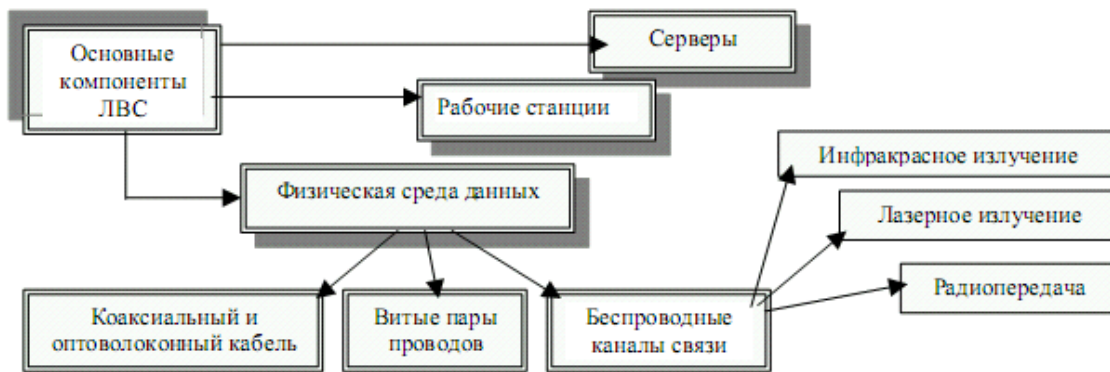 Основные
компоненты
ЛВС
Серверы
Рабочие станции
Физическая среда данных
Инфракрасное излучение
Лазерное излучение
Радиопередача
Коаксиальный и
оптоволоконный кабель
Витые пары
проводов
Беспроводные
каналы связи